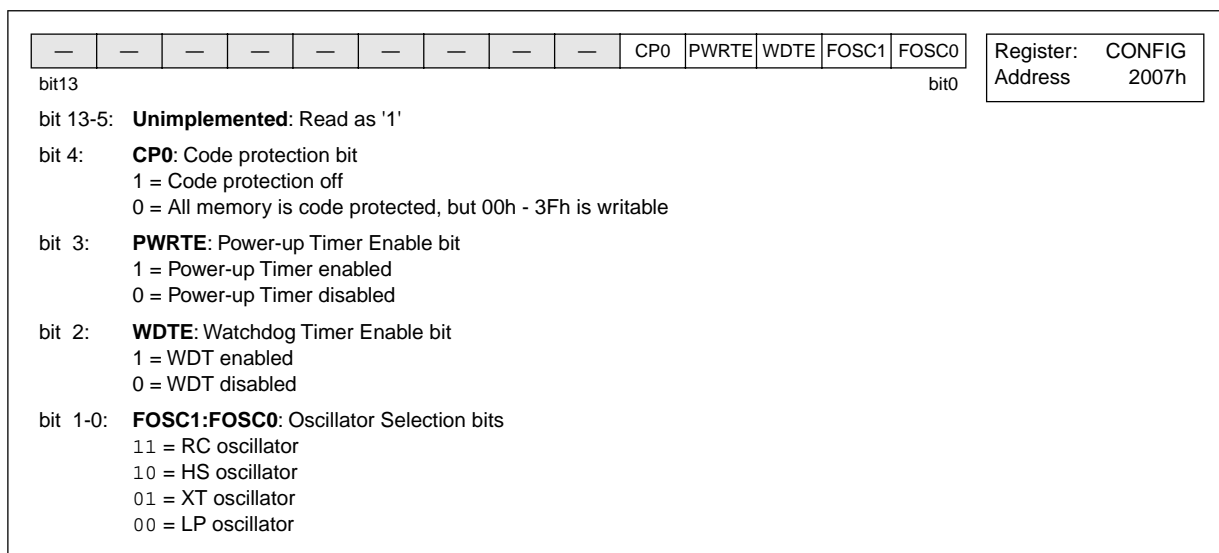 — — — — — — — — — CP0 PWRTE WDTE FOSC1 FOSC0
bit13 bit0
Register: CONFIG
Address 2007h
bit 13-5: Unimplemented: Read as '1'
bit 4: CP0: Code protection bit
1 = Code protection off
0 = All memory is code protected, but 00h - 3Fh is writable
bit 3: PWRTE: Power-up Timer Enable bit
1 = Power-up Timer enabled
0 = Power-up Timer disabled
bit 2: WDTE: Watchdog Timer Enable bit
1 = WDT enabled
0 = WDT disabled
bit 1-0: FOSC1:FOSC0: Oscillator Selection bits
11 = RC oscillator
10 = HS oscillator
01 = XT oscillator
00 = LP oscillator